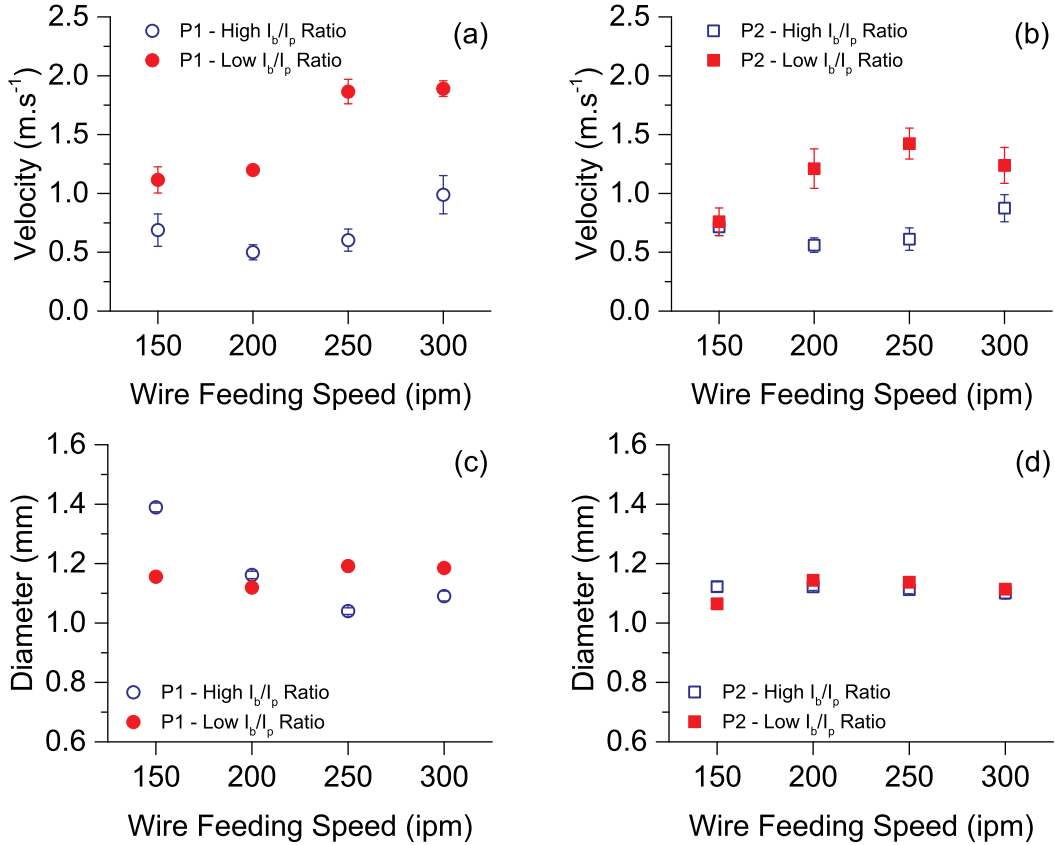 2.5
P1 - High Ib/Ip Ratio
(a)
P1 - Low Ib/Ip Ratio
2.0
1.5
1.0
0.5
0.0
Velocity (m.s-1)
150 200 250 300
Wire Feeding Speed (ipm)
2.5
P2 - High Ib/Ip Ratio
(b)
P2 - Low Ib/Ip Ratio
2.0
1.5
1.0
0.5
0.0
Velocity (m.s-1)
150 200 250 300
Wire Feeding Speed (ipm)
1.6
(c)
1.4
1.2
1.0
0.8
0.6
Diameter (mm)
P1 - High Ib/Ip Ratio
P1 - Low Ib/Ip Ratio
150 200 250 300
Wire Feeding Speed (ipm)
1.6
(d)
1.4
1.2
1.0
0.8
0.6
Diameter (mm)
P2 - High Ib/Ip Ratio
P2 - Low Ib/Ip Ratio
150 200 250 300
Wire Feeding Speed (ipm)